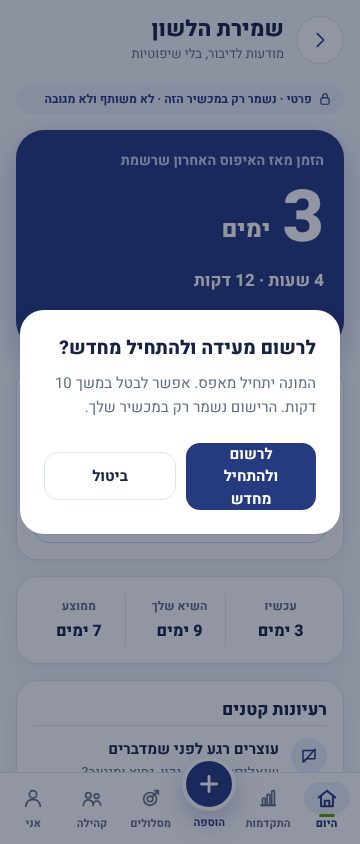 שמירת הלשון
מודעות לדיבור, בלי שיפוטיות
פרטי · נשמר רק במכשיר הזה · לא משותף ולא מגובה
הזמן מאז האיפוס האחרון שרשמת
3 ימים
4 שעות · 12 דקות
לרשום מעידה ולהתחיל מחדש?
המונה יתחיל מאפס. אפשר לבטל במשך 10
דקות. הרישום נשמר רק במכשיר שלך.
לרשום
ולהתחיל
מחדש
ביטול
עכשיו
3 ימים
השיא שלך
9 ימים
ממוצע
7 ימים
רעיונות קטנים
עוצרים רגע לפני שמדברים
היום
התקדמות
הוספה
מסלולים
קהילה
אני